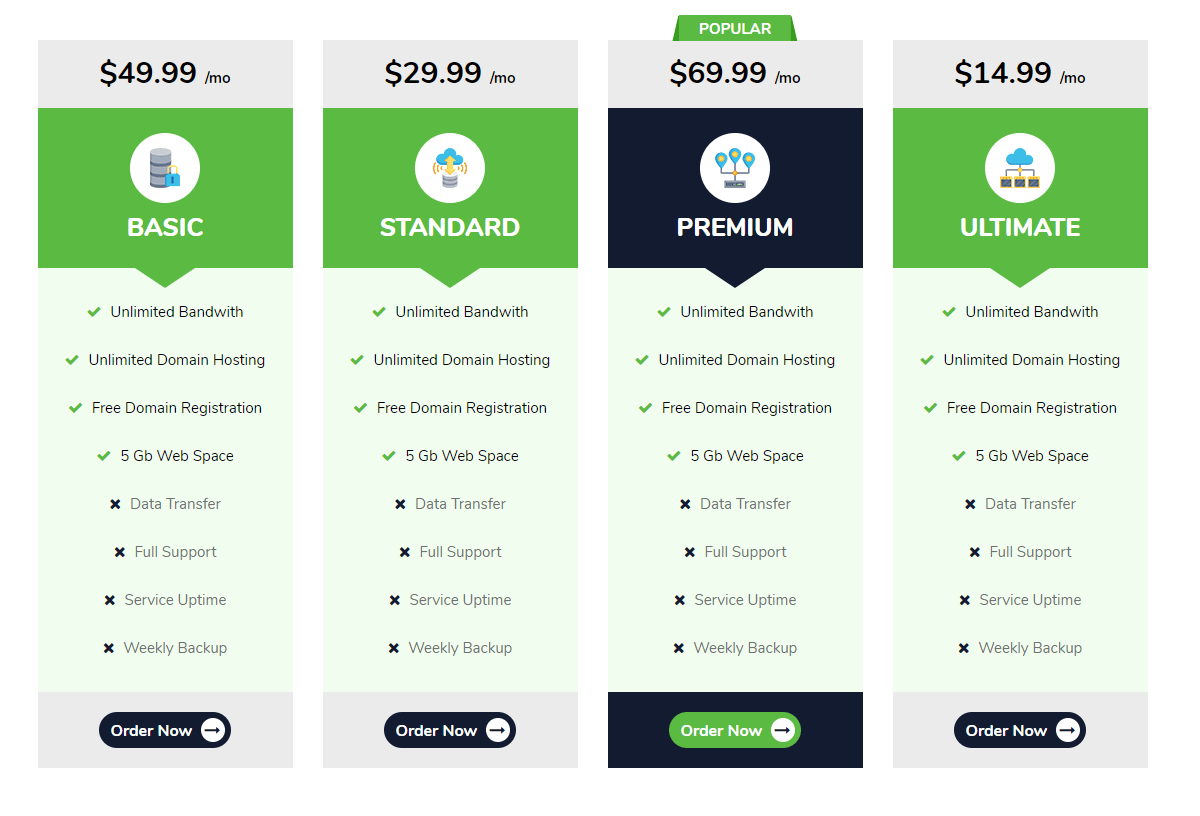 POPULAR
$49.99 /mo
BASIC
Unlimited Bandwith
Unlimited Domain Hosting
Free Domain Registration
5 Gb Web Space
Data Transfer
Full Support
Service Uptime
Weekly Backup
Order Now
$29.99 /mo
STANDARD
Unlimited Bandwith
Unlimited Domain Hosting
Free Domain Registration
5 Gb Web Space
Data Transfer
Full Support
Service Uptime
Weekly Backup
Order Now
$69.99 /mo
PREMIUM
Unlimited Bandwith
Unlimited Domain Hosting
Free Domain Registration
5 Gb Web Space
Data Transfer
Full Support
Service Uptime
Weekly Backup
Order Now
$14.99 /mo
ULTIMATE
Unlimited Bandwith
Unlimited Domain Hosting
Free Domain Registration
5 Gb Web Space
Data Transfer
Full Support
Service Uptime
Weekly Backup
Order Now